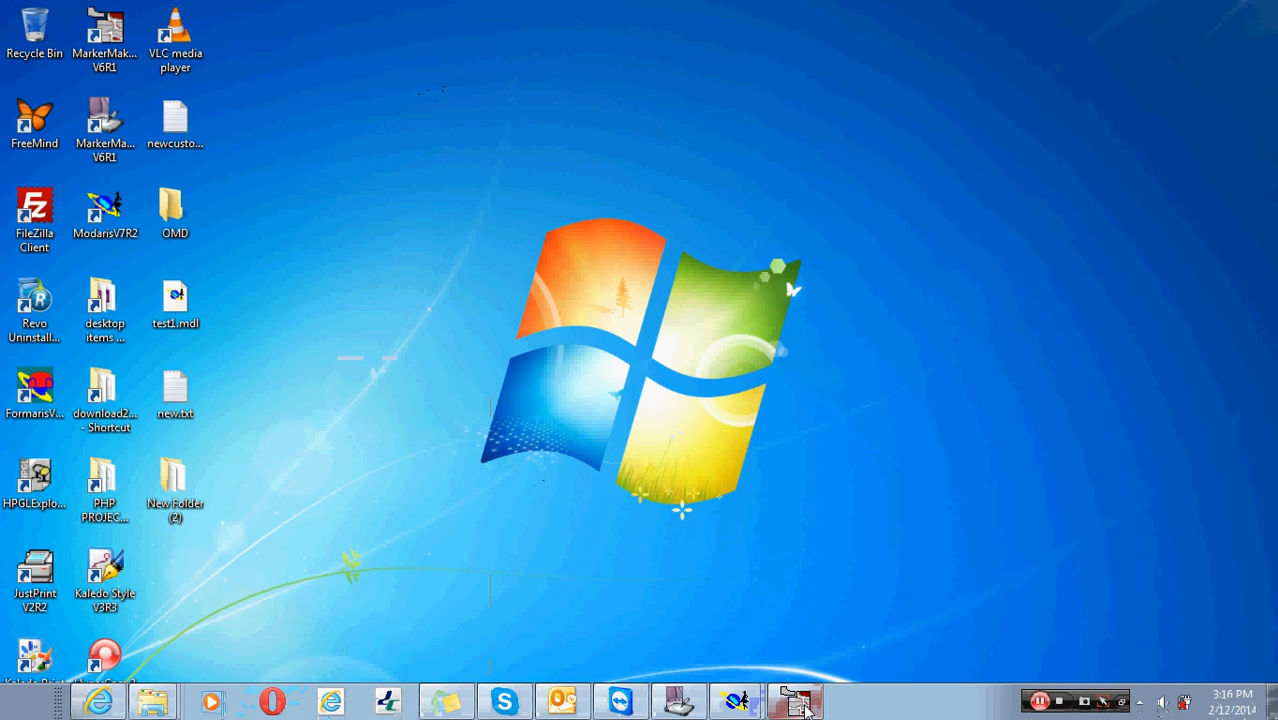 Recycle Bin
MarkerMak... V6R1
VLC media player
FreeMind
MarkerMa... V6R1
newcusto...
FileZilla Client
ModarisV7R2
OMD
Revo Uninstall...
desktop items ...
test1.mdl
FormarisV...
download2... - Shortcut
new.txt
HPGLExplo...
PHP PROJEC...
New Folder (2)
JustPrint V2R2
Kaledo Style V3R3
3:16 PM
2/12/2014